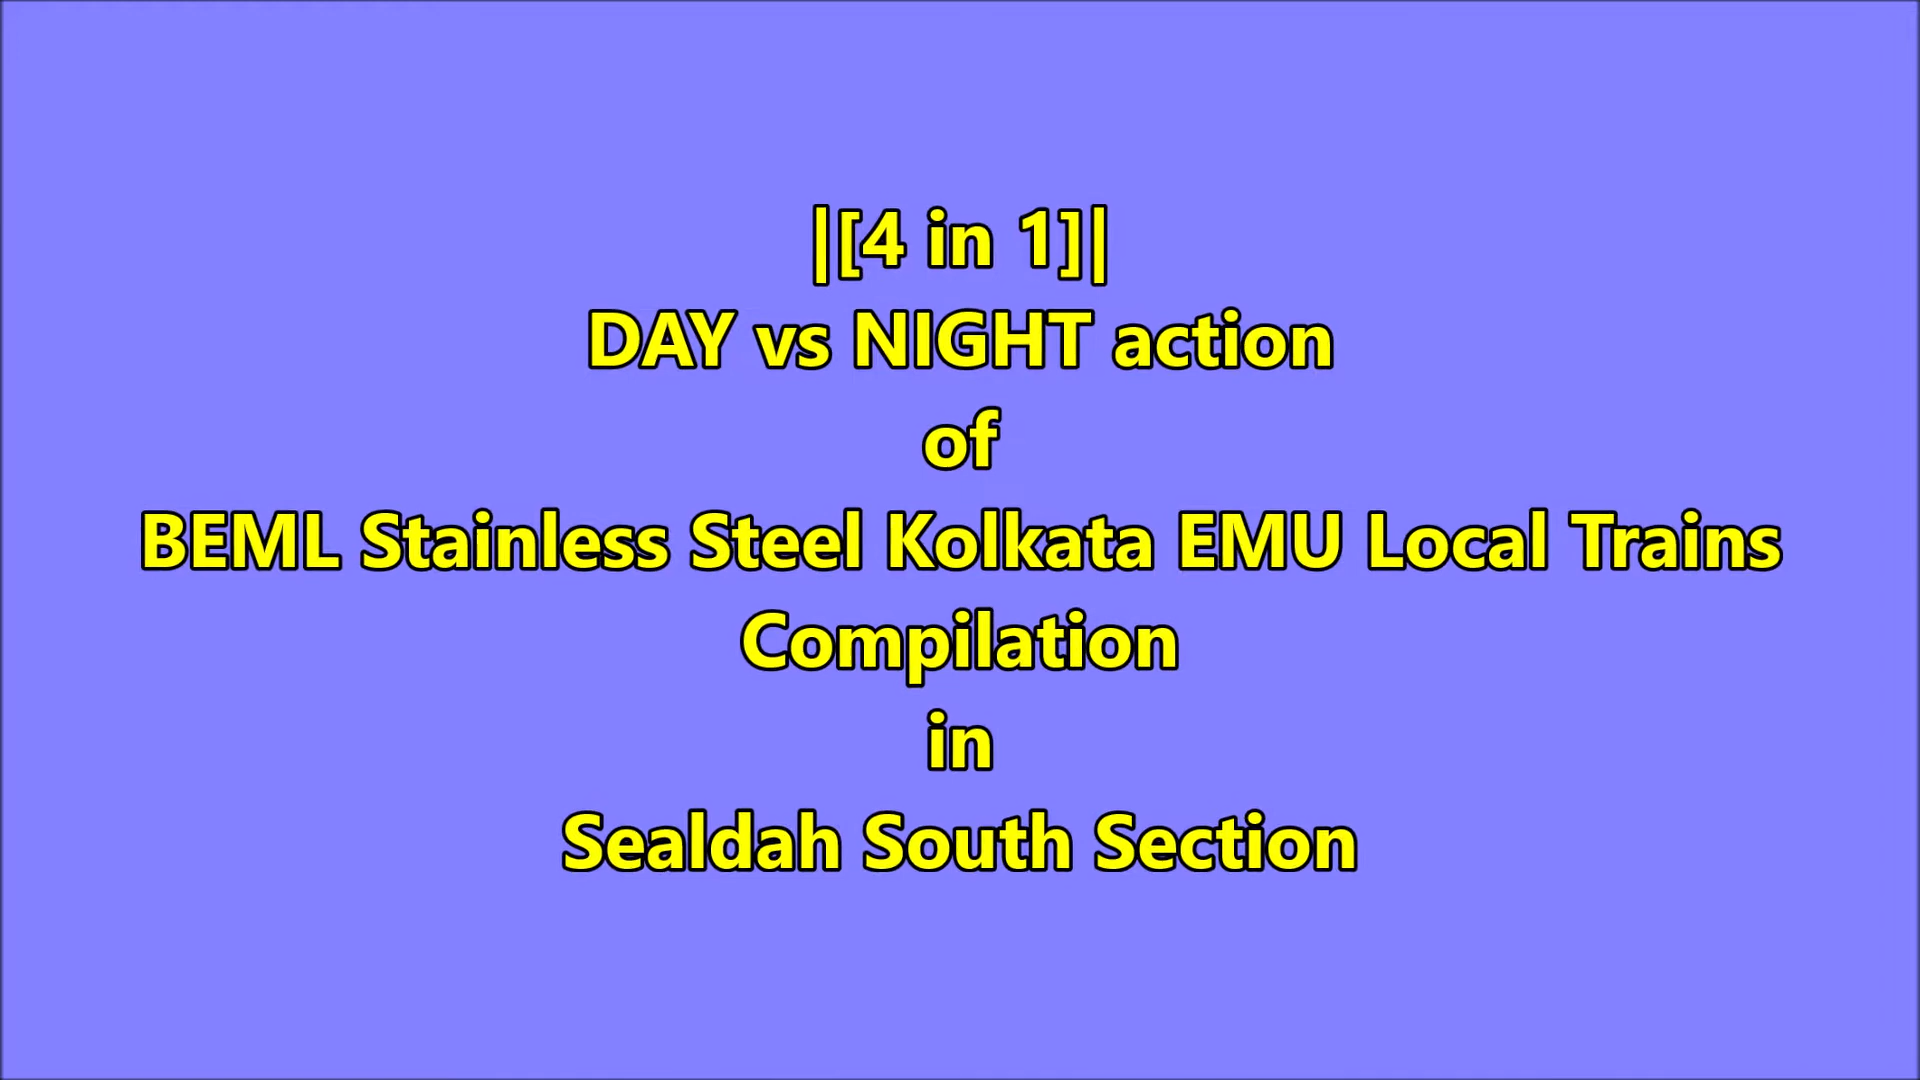 |[4 in 1]|
DAY vs NIGHT action
of
BEML Stainless Steel Kolkata EMU Local Trains
Compilation
in
Sealdah South Section